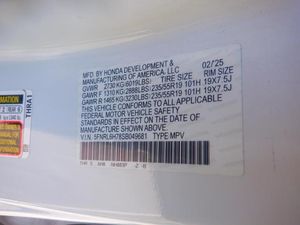 MFD. BY HONDA DEVELOPMENT & 02/25
MANUFACTURING OF AMERICA, LLC
GVWR 2730 KG(6019LBS) TIRE SIZE RIM SIZE
GAWR F 1310 KG(2888LBS) 235/55R19 101H 19X7.5J
GAWR R 1465 KG(3230LBS) 235/55R19 101H 19X7.5J
THIS VEHICLE CONFORMS TO ALL APPLICABLE
FEDERAL MOTOR VEHICLE SAFETY
STANDARDS IN EFFECT ON THE DATE OF
MANUFACTURE SHOWN ABOVE.
VIN: 5FNRL6H78SB049681 TYPE MPV
THRA1